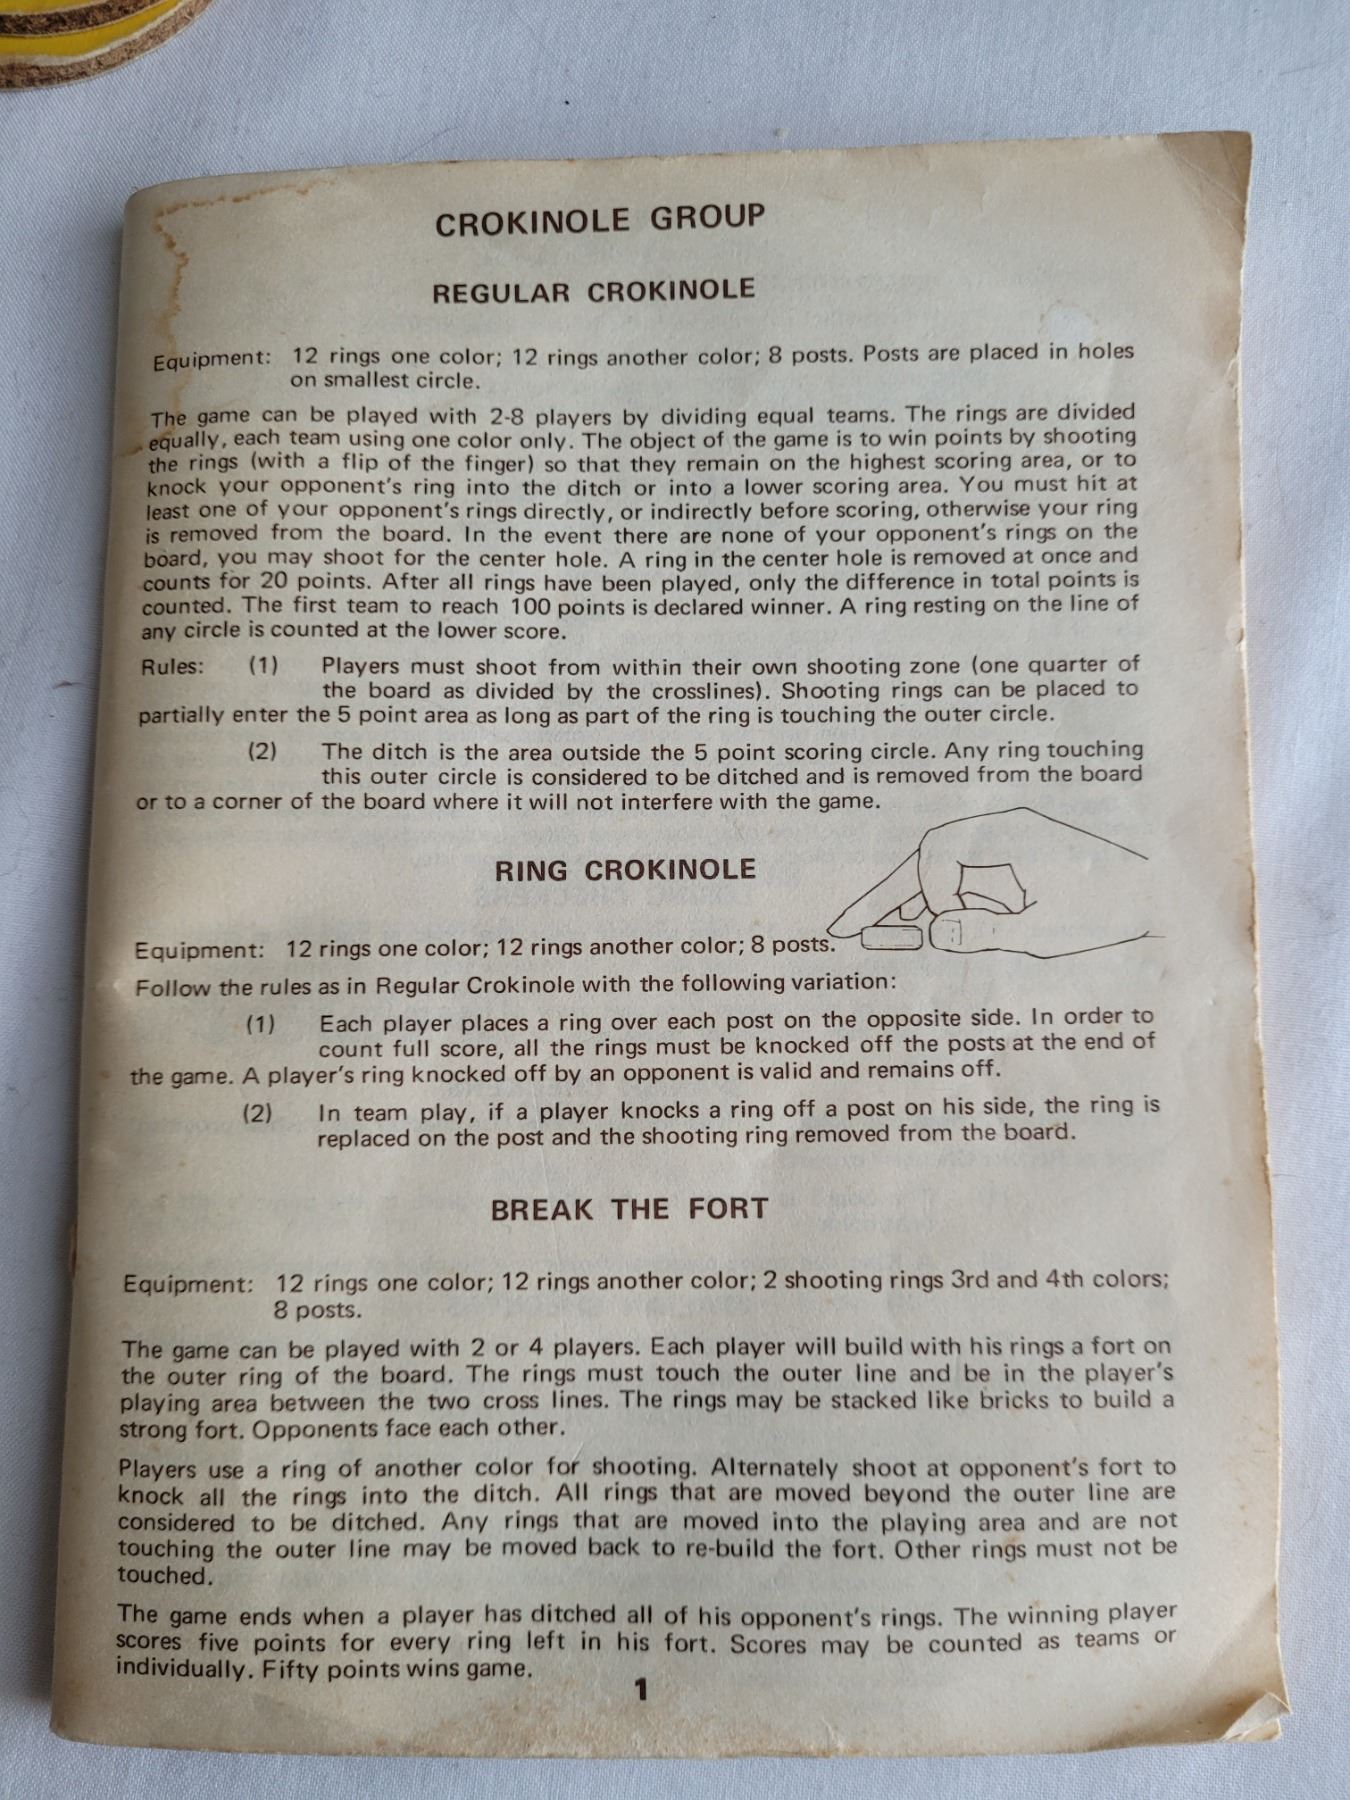 CROKINOLE GROUP
REGULAR CROKINOLE
Equipment: 12 rings one color; 12 rings another color; 8 posts. Posts are placed in holes
on smallest circle.
The game can be played with 2-8 players by dividing equal teams. The rings are divided
equally, each team using one color only. The object of the game is to win points by shooting
the rings (with a flip of the finger) so that they remain on the highest scoring area, or to
knock your opponent's ring into the ditch or into a lower scoring area. You must hit at
least one of your opponent's rings directly, or indirectly before scoring, otherwise your ring
is removed from the board. In the event there are none of your opponent's rings on the
board, you may shoot for the center hole. A ring in the center hole is removed at once and
counts for 20 points. After all rings have been played, only the difference in total points is
counted. The first team to reach 100 points is declared winner. A ring resting on the line of
any circle is counted at the lower score.
Rules: (1) Players must shoot from within their own shooting zone (one quarter of
the board as divided by the crosslines). Shooting rings can be placed to
partially enter the 5 point area as long as part of the ring is touching the outer circle.
(2) The ditch is the area outside the 5 point scoring circle. Any ring touching
this outer circle is considered to be ditched and is removed from the board
or to a corner of the board where it will not interfere with the game.
RING CROKINOLE
Equipment: 12 rings one color; 12 rings another color; 8 posts.
Follow the rules as in Regular Crokinole with the following variation:
(1) Each player places a ring over each post on the opposite side. In order to
count full score, all the rings must be knocked off the posts at the end of
the game. A player's ring knocked off by an opponent is valid and remains off.
(2) In team play, if a player knocks a ring off a post on his side, the ring is
replaced on the post and the shooting ring removed from the board.
BREAK THE FORT
Equipment: 12 rings one color; 12 rings another color; 2 shooting rings 3rd and 4th colors;
8 posts.
The game can be played with 2 or 4 players. Each player will build with his rings a fort on
the outer ring of the board. The rings must touch the outer line and be in the player's
playing area between the two cross lines. The rings may be stacked like bricks to build a
strong fort. Opponents face each other.
Players use a ring of another color for shooting. Alternately shoot at opponent's fort to
knock all the rings into the ditch. All rings that are moved beyond the outer line are
considered to be ditched. Any rings that are moved into the playing area and are not
touching the outer line may be moved back to re-build the fort. Other rings must not be
touched.
The game ends when a player has ditched all of his opponent's rings. The winning player
scores five points for every ring left in his fort. Scores may be counted as teams or
individually. Fifty points wins game.
1